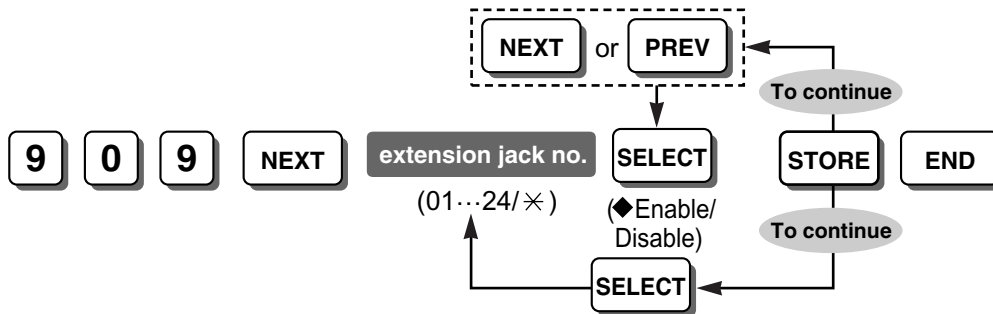 NEXT or PREV
To continue
9 0 9 NEXT extension jack no. SELECT STORE END
(01···24/✳)
(◆Enable/
Disable)
To continue
SELECT